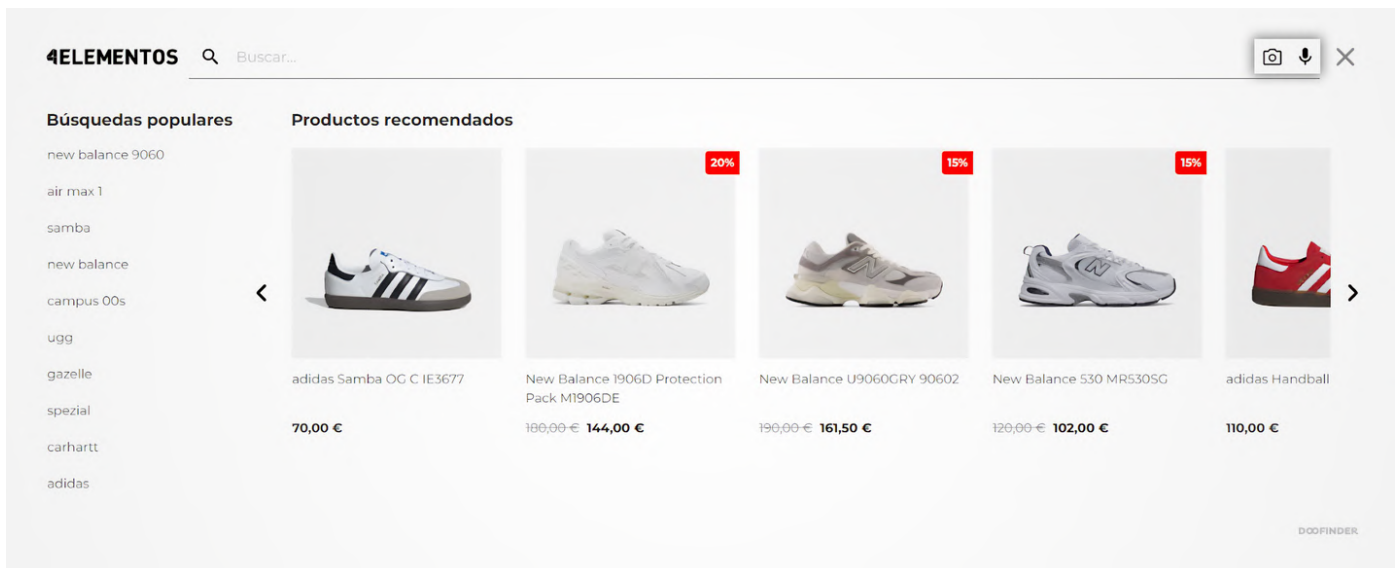 4ELEMENTOS
Buscar...
Búsquedas populares
new balance 9060
air max 1
samba
new balance
campus 00s
ugg
gazelle
spezial
carhartt
adidas
Productos recomendados
adidas Samba OG C IE3677
70,00 €
20%
New Balance 1906D Protection
Pack M1906DE
180,00 € 144,00 €
15%
New Balance U9060GRY 90602
190,00 € 161,50 €
15%
New Balance 530 MR530SG
120,00 € 102,00 €
adidas Handball
110,00 €
DOOFINDER